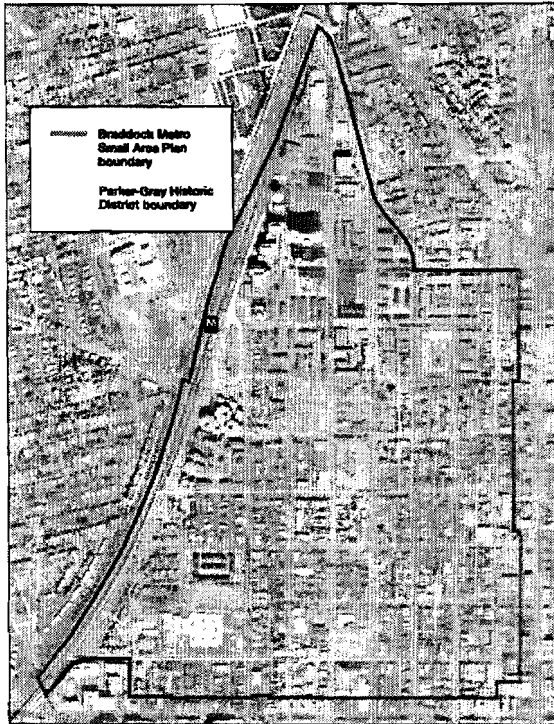 Braddock Metro
Small Area Plan
boundary
Parker-Gray Historic
District boundary